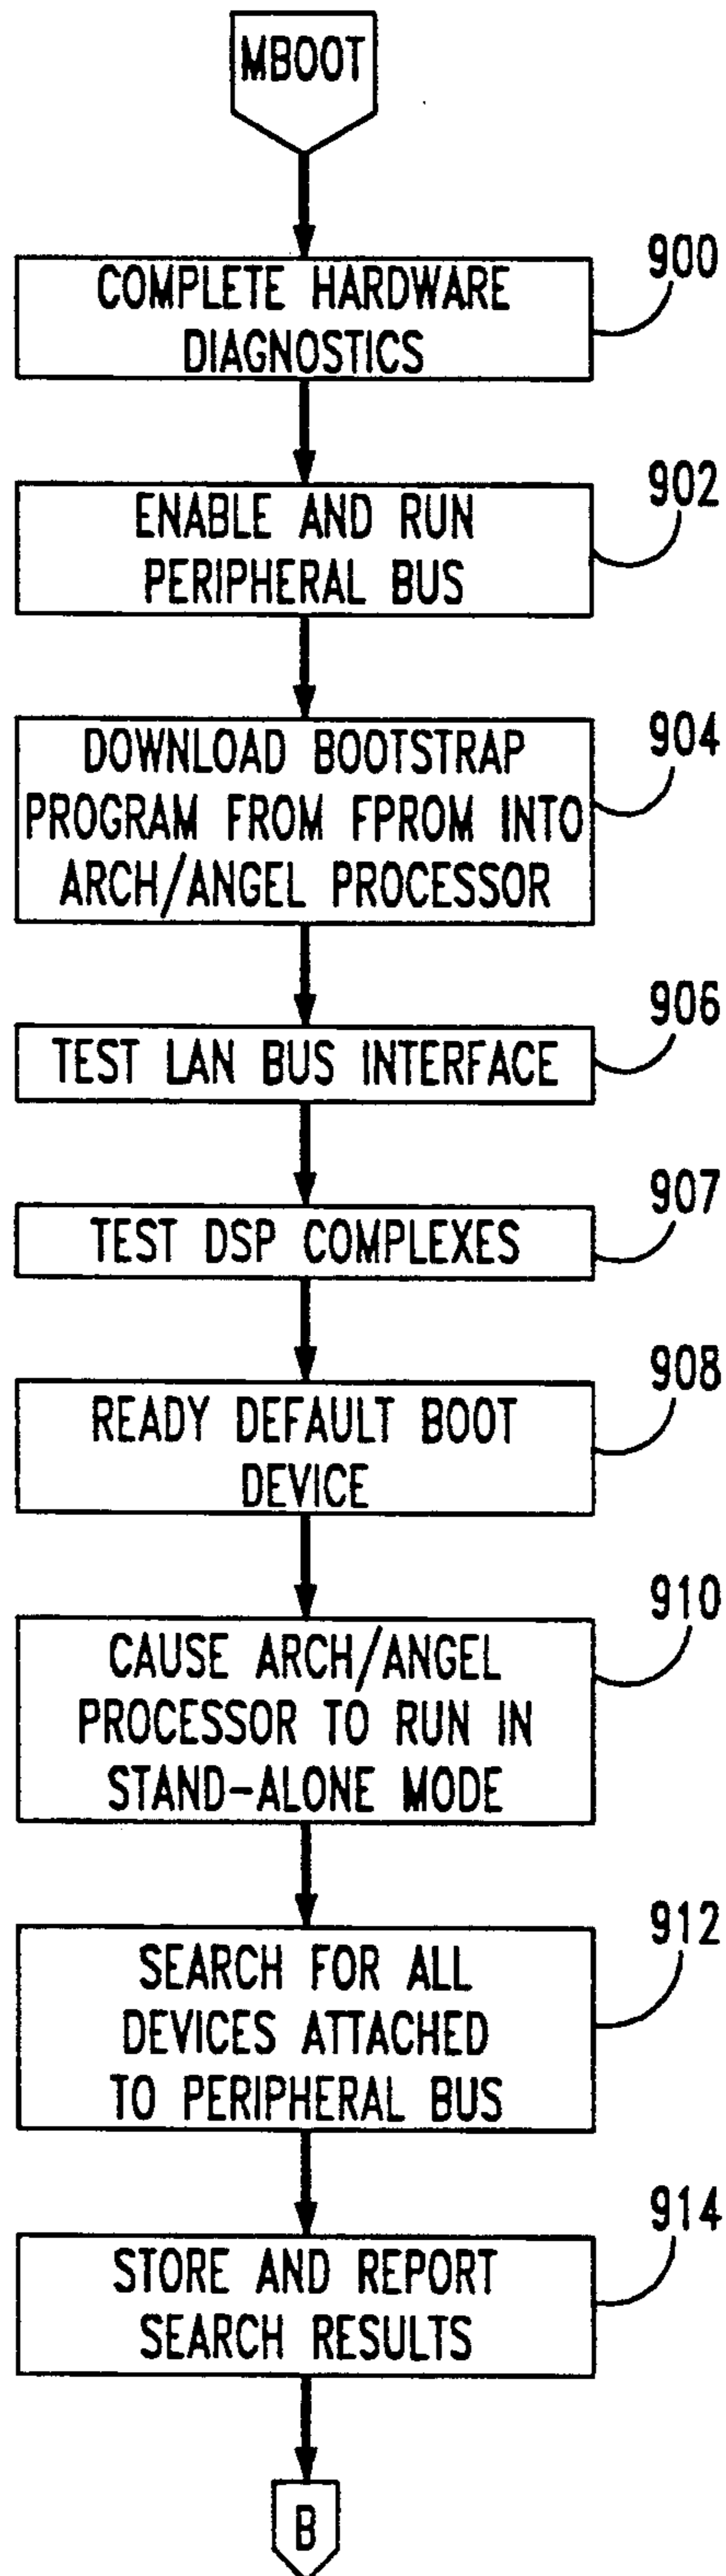 MBOOT
900
COMPLETE HARDWARE
DIAGNOSTICS
902
ENABLE AND RUN
PERIPHERAL BUS
904
DOWNLOAD BOOTSTRAP
PROGRAM FROM FPROM INTO
ARCH/ANGEL PROCESSOR
906
TEST LAN BUS INTERFACE
907
TEST DSP COMPLEXES
908
READY DEFAULT BOOT
DEVICE
910
CAUSE ARCH/ANGEL
PROCESSOR TO RUN IN
STAND-ALONE MODE
912
SEARCH FOR ALL
DEVICES ATTACHED
TO PERIPHERAL BUS
914
STORE AND REPORT
SEARCH RESULTS
B